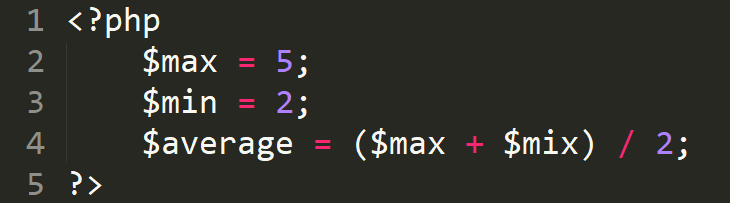 1 <?php
2     $max = 5;
3     $min = 2;
4     $average = ($max + $mix) / 2;
5 ?>